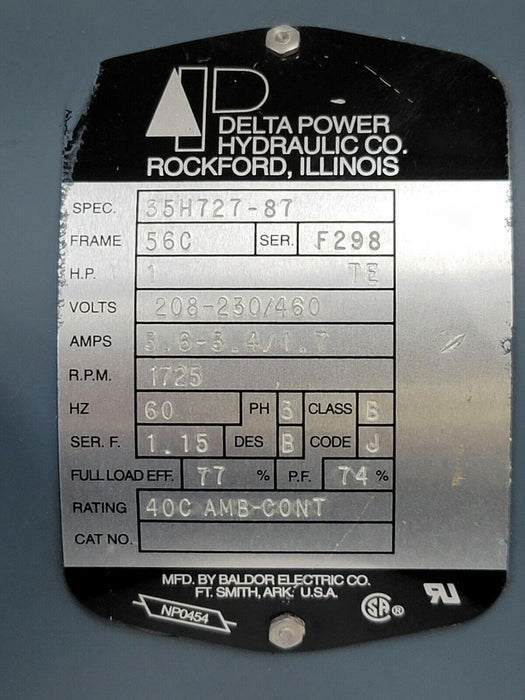 DELTA POWER
HYDRAULIC CO.
ROCKFORD, ILLINOIS
SPEC. 35H727-87
FRAME 56C SER. F298
H.P. 1 TE
VOLTS 208-230/460
AMPS 3.6-3.4/1.7
R.P.M. 1725
HZ 60 PH 3 CLASS B
SER. F. 1.15 DES B CODE J
FULL LOAD EFF. 77 % P.F. 74 %
RATING 40C AMB-CONT
CAT NO.
MFD. BY BALDOR ELECTRIC CO.
FT. SMITH, ARK. U.S.A.
NP0454 SA ® RU